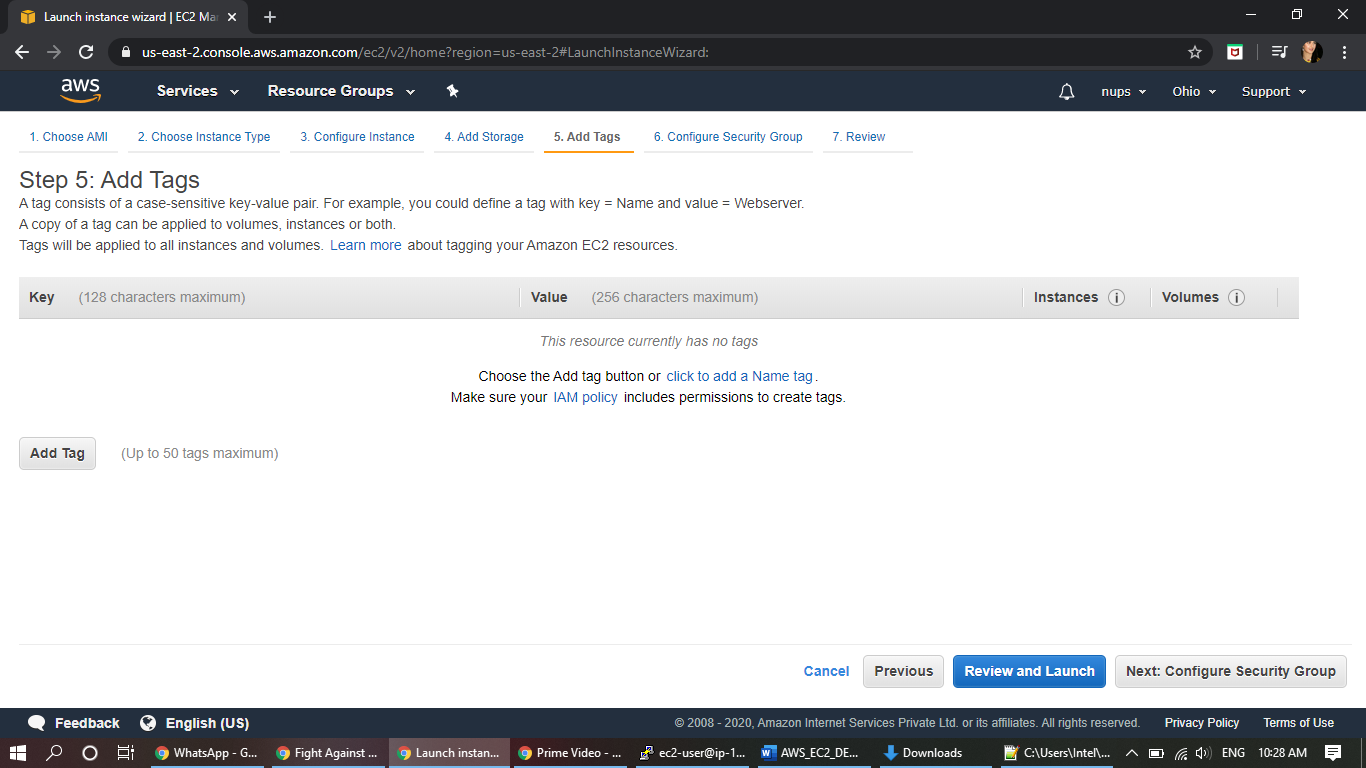 Launch instance wizard | EC2 Ma
us-east-2.console.aws.amazon.com/ec2/v2/home?region=us-east-2#LaunchInstanceWizard:
aws Services Resource Groups nups Ohio Support
1. Choose AMI 2. Choose Instance Type 3. Configure Instance 4. Add Storage 5. Add Tags 6. Configure Security Group 7. Review
Step 5: Add Tags
A tag consists of a case-sensitive key-value pair. For example, you could define a tag with key = Name and value = Webserver.
A copy of a tag can be applied to volumes, instances or both.
Tags will be applied to all instances and volumes. Learn more about tagging your Amazon EC2 resources.
Key (128 characters maximum) Value (256 characters maximum) Instances i Volumes i
This resource currently has no tags
Choose the Add tag button or click to add a Name tag.
Make sure your IAM policy includes permissions to create tags.
Add Tag (Up to 50 tags maximum)
Cancel Previous Review and Launch Next: Configure Security Group
Feedback English (US) © 2008 - 2020, Amazon Internet Services Private Ltd. or its affiliates. All rights reserved. Privacy Policy Terms of Use
WhatsApp - G... Fight Against ... Launch instan... Prime Video - ... ec2-user@ip-1... AWS_EC2_DE... Downloads C:\Users\Intel\... ENG 10:28 AM